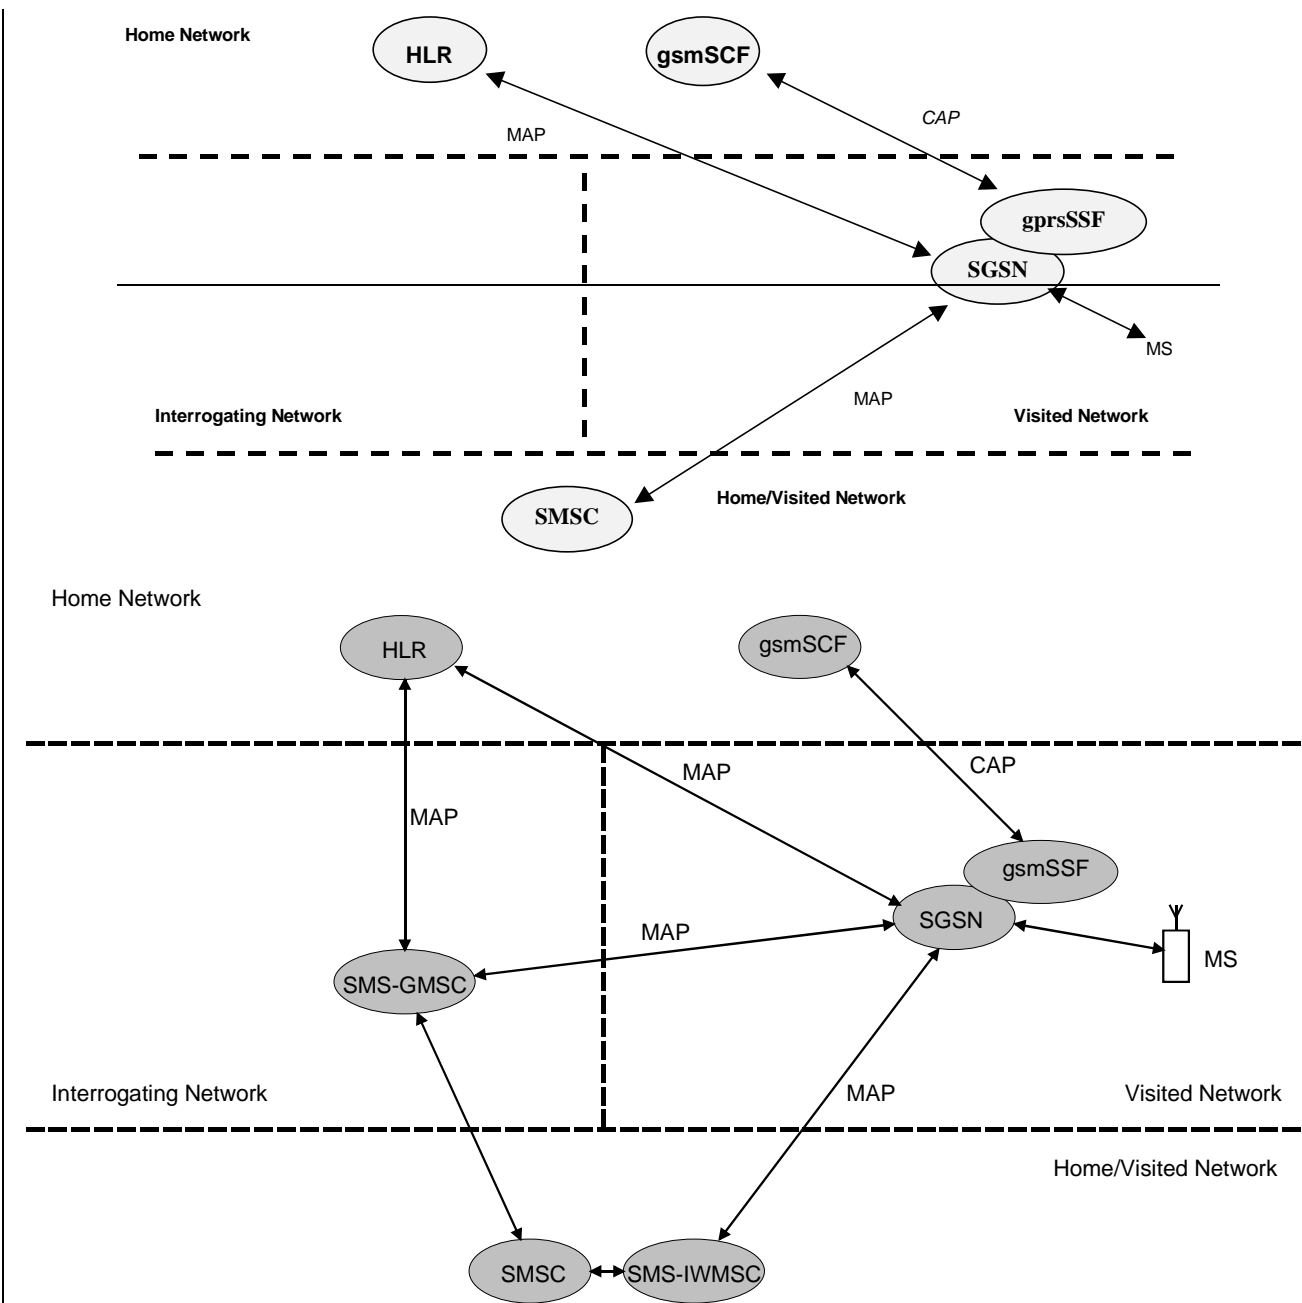 Home Network
HLR
gsmSCF
CAP
MAP
gprsSSF
SGSN
MS
MAP
Interrogating Network
Visited Network
Home/Visited Network
SMSC
Home Network
HLR
gsmSCF
MAP
CAP
MAP
gsmSSF
SGSN
MAP
MS
SMS-GMSC
Interrogating Network
MAP
Visited Network
Home/Visited Network
SMSC
SMS-IWMSC